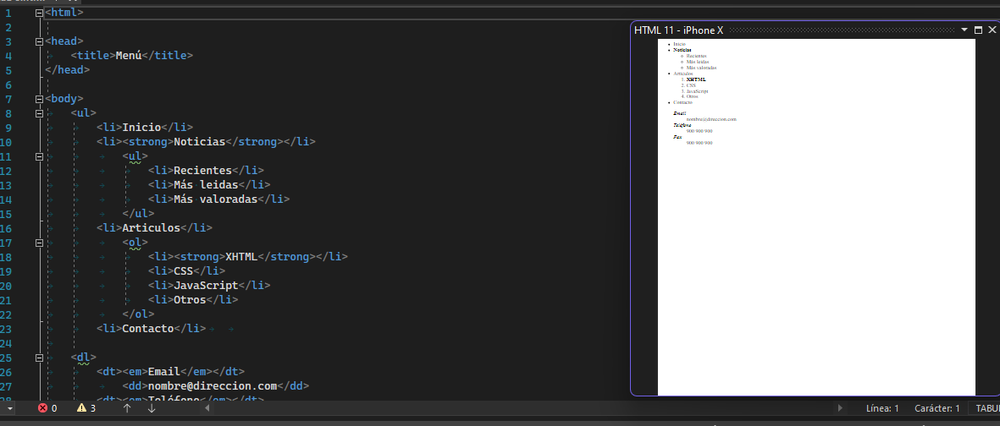 1 <html>
2
3 <head>
4 <title>Menú</title>
5 </head>
6
7 <body>
8 <ul>
9 <li>Inicio</li>
10 <li><strong>Noticias</strong></li>
11 <ul>
12 <li>Recientes</li>
13 <li>Más leidas</li>
14 <li>Más valoradas</li>
15 </ul>
16 <li>Articulos</li>
17 <ol>
18 <li><strong>XHTML</strong></li>
19 <li>CSS</li>
20 <li>JavaScript</li>
21 <li>Otros</li>
22 </ol>
23 <li>Contacto</li>
24
25 <dl>
26 <dt><em>Email</em></dt>
27 <dd>nombre@direccion.com</dd>
28 <dt><em>Teléfono</em></dt>
HTML 11 - iPhone X
Inicio
Noticias
Recientes
Más leidas
Más valoradas
Articulos
1. XHTML
2. CSS
3. JavaScript
4. Otros
Contacto
Email
nombre@direccion.com
Teléfono
900 900 900
Fax
900 900 900
0 3 Línea: 1 Carácter: 1 TABUL